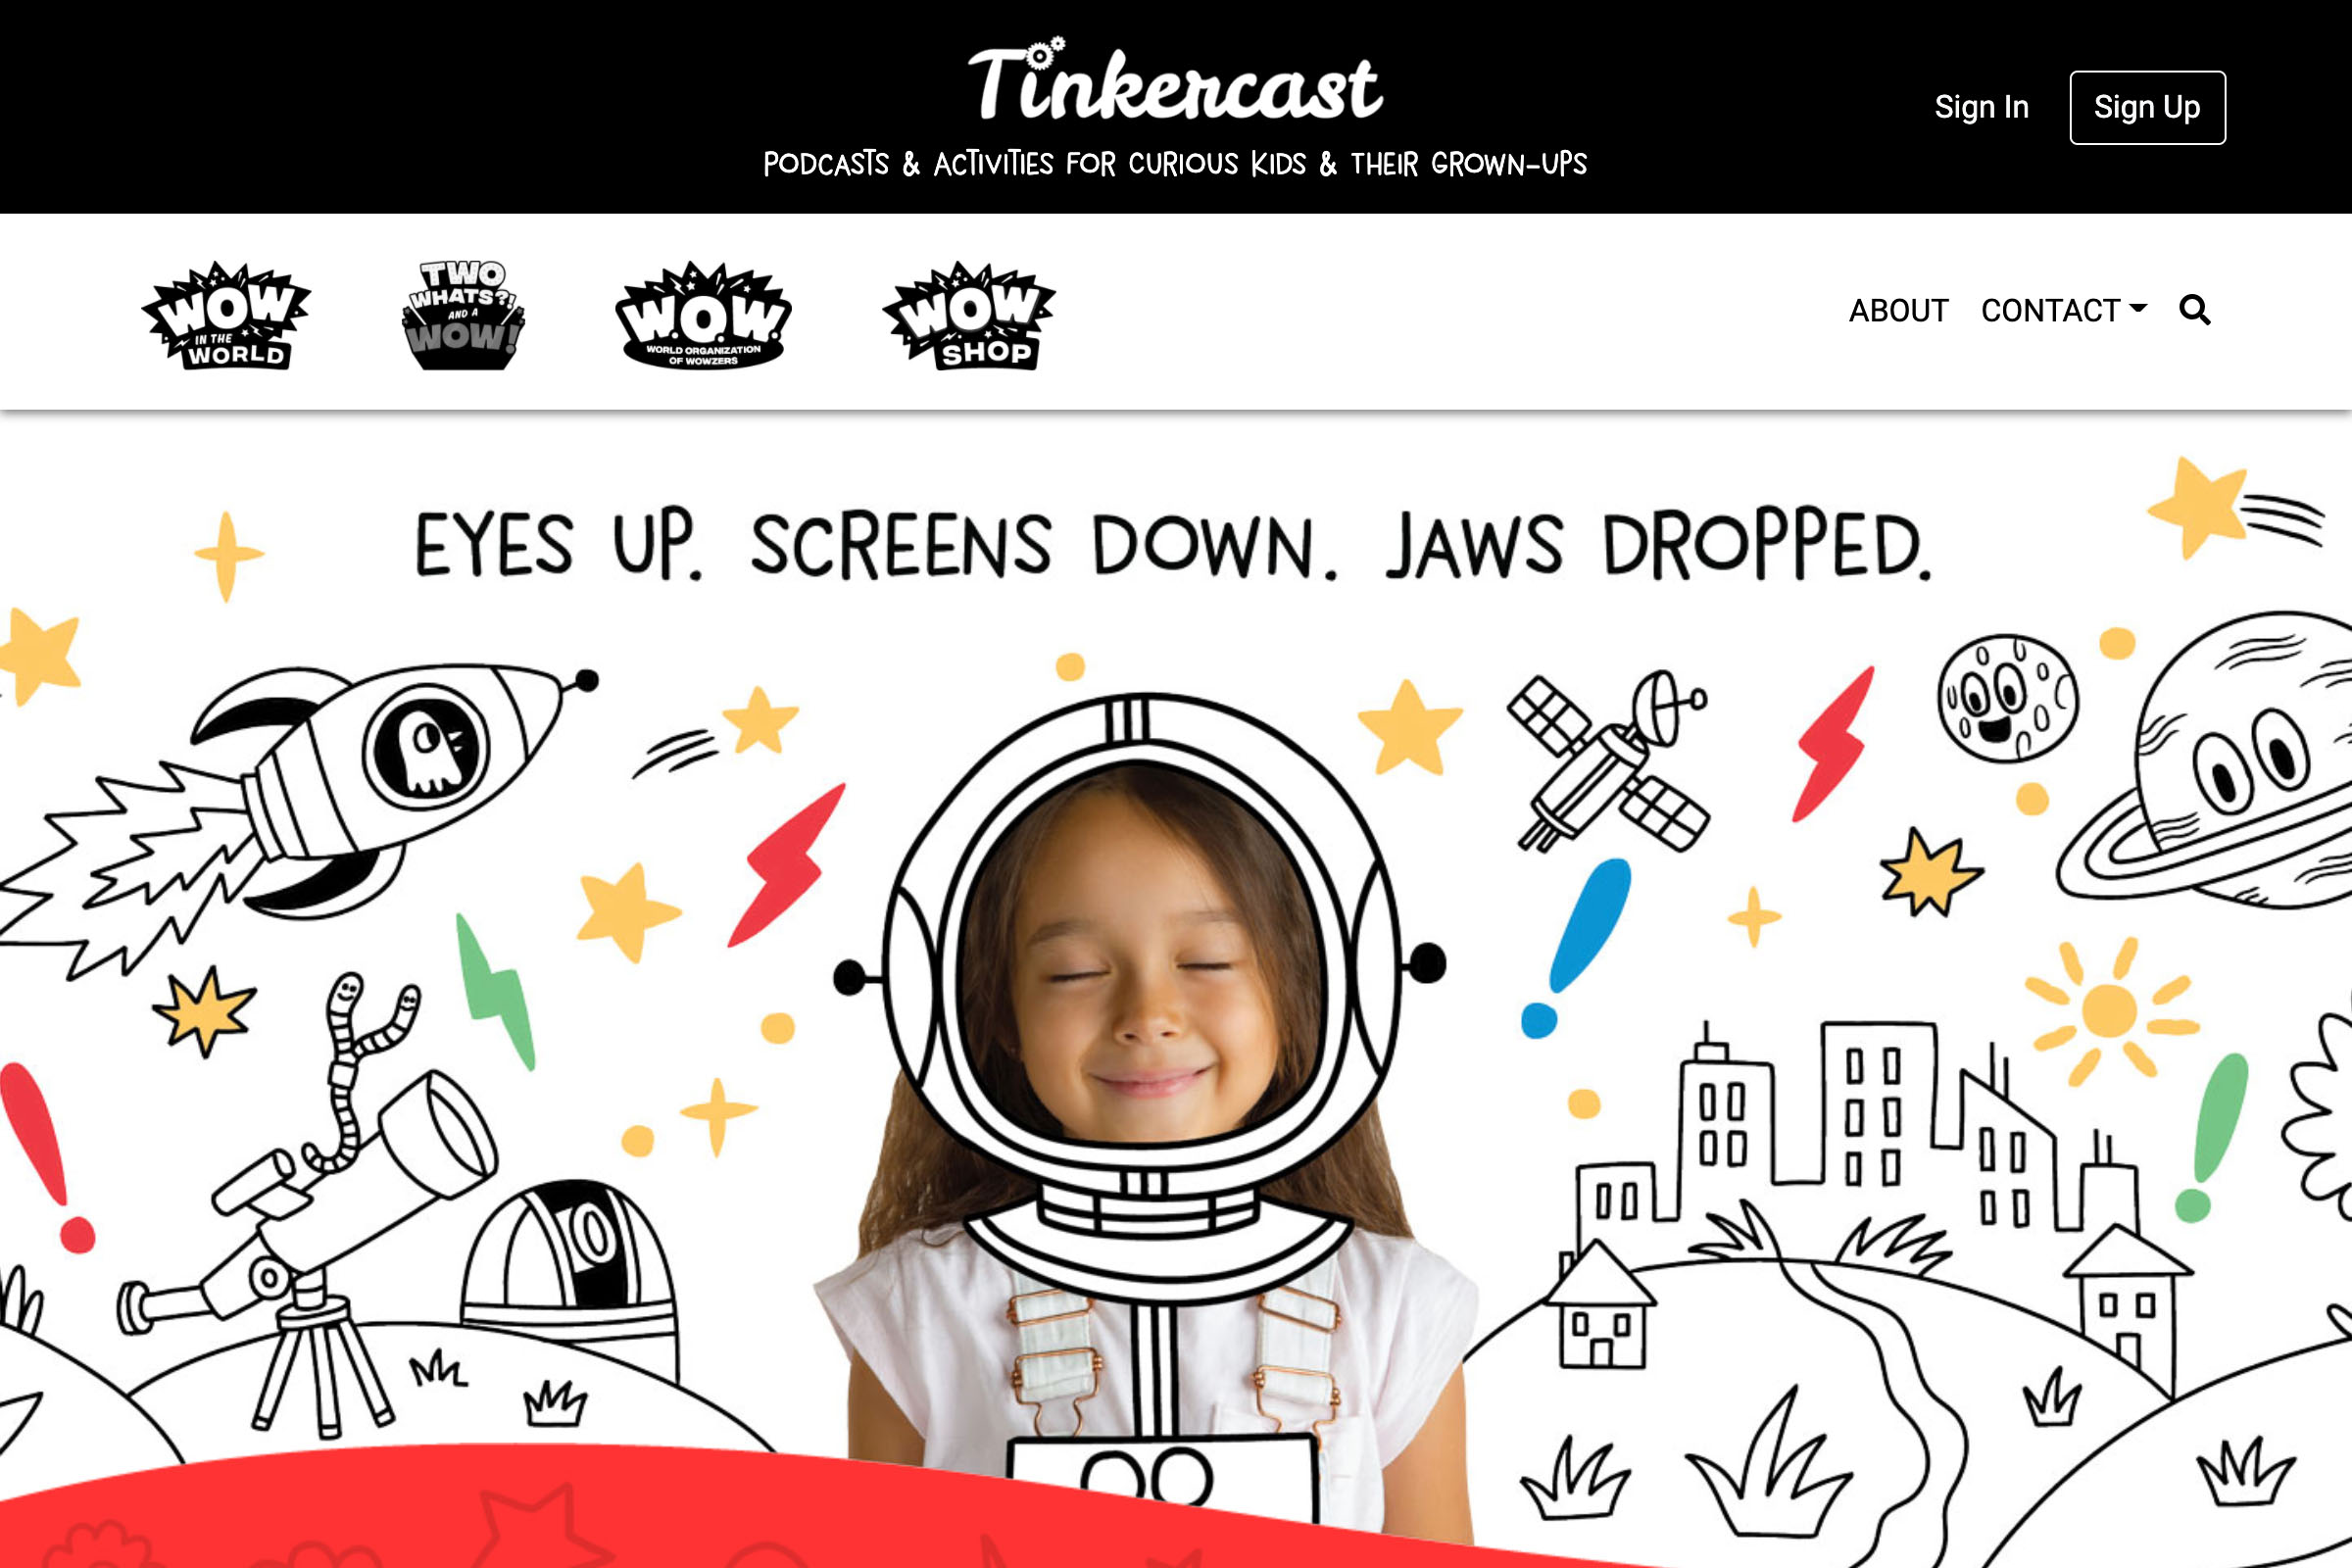 Tinkercast
PODCASTS & ACTIVITIES FOR CURIOUS KIDS & THEIR GROWN-UPS
Sign In
Sign Up
WOW
IN THE
WORLD
TWO
WHATS?!
AND A
WOW!
W.O.W.
WORLD ORGANIZATION
OF WOWZERS
WOW
SHOP
ABOUT
CONTACT
EYES UP. SCREENS DOWN. JAWS DROPPED.